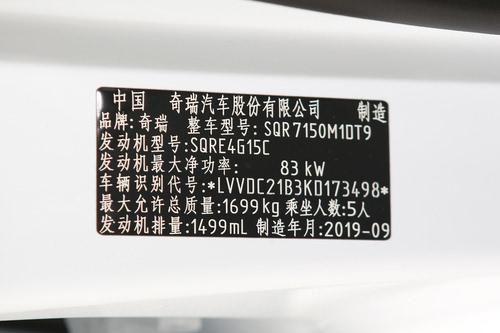 中国 奇瑞汽车股份有限公司 制造
品牌:奇瑞 整车型号:SQR7150M1DT9
发动机型号:SQRE4G15C
发动机最大净功率: 83 kW
车辆识别代号:*LVVDC21B3KD173498*
最大允许总质量:1699kg 乘坐人数:5人
发动机排量:1499mL 制造年月:2019-09